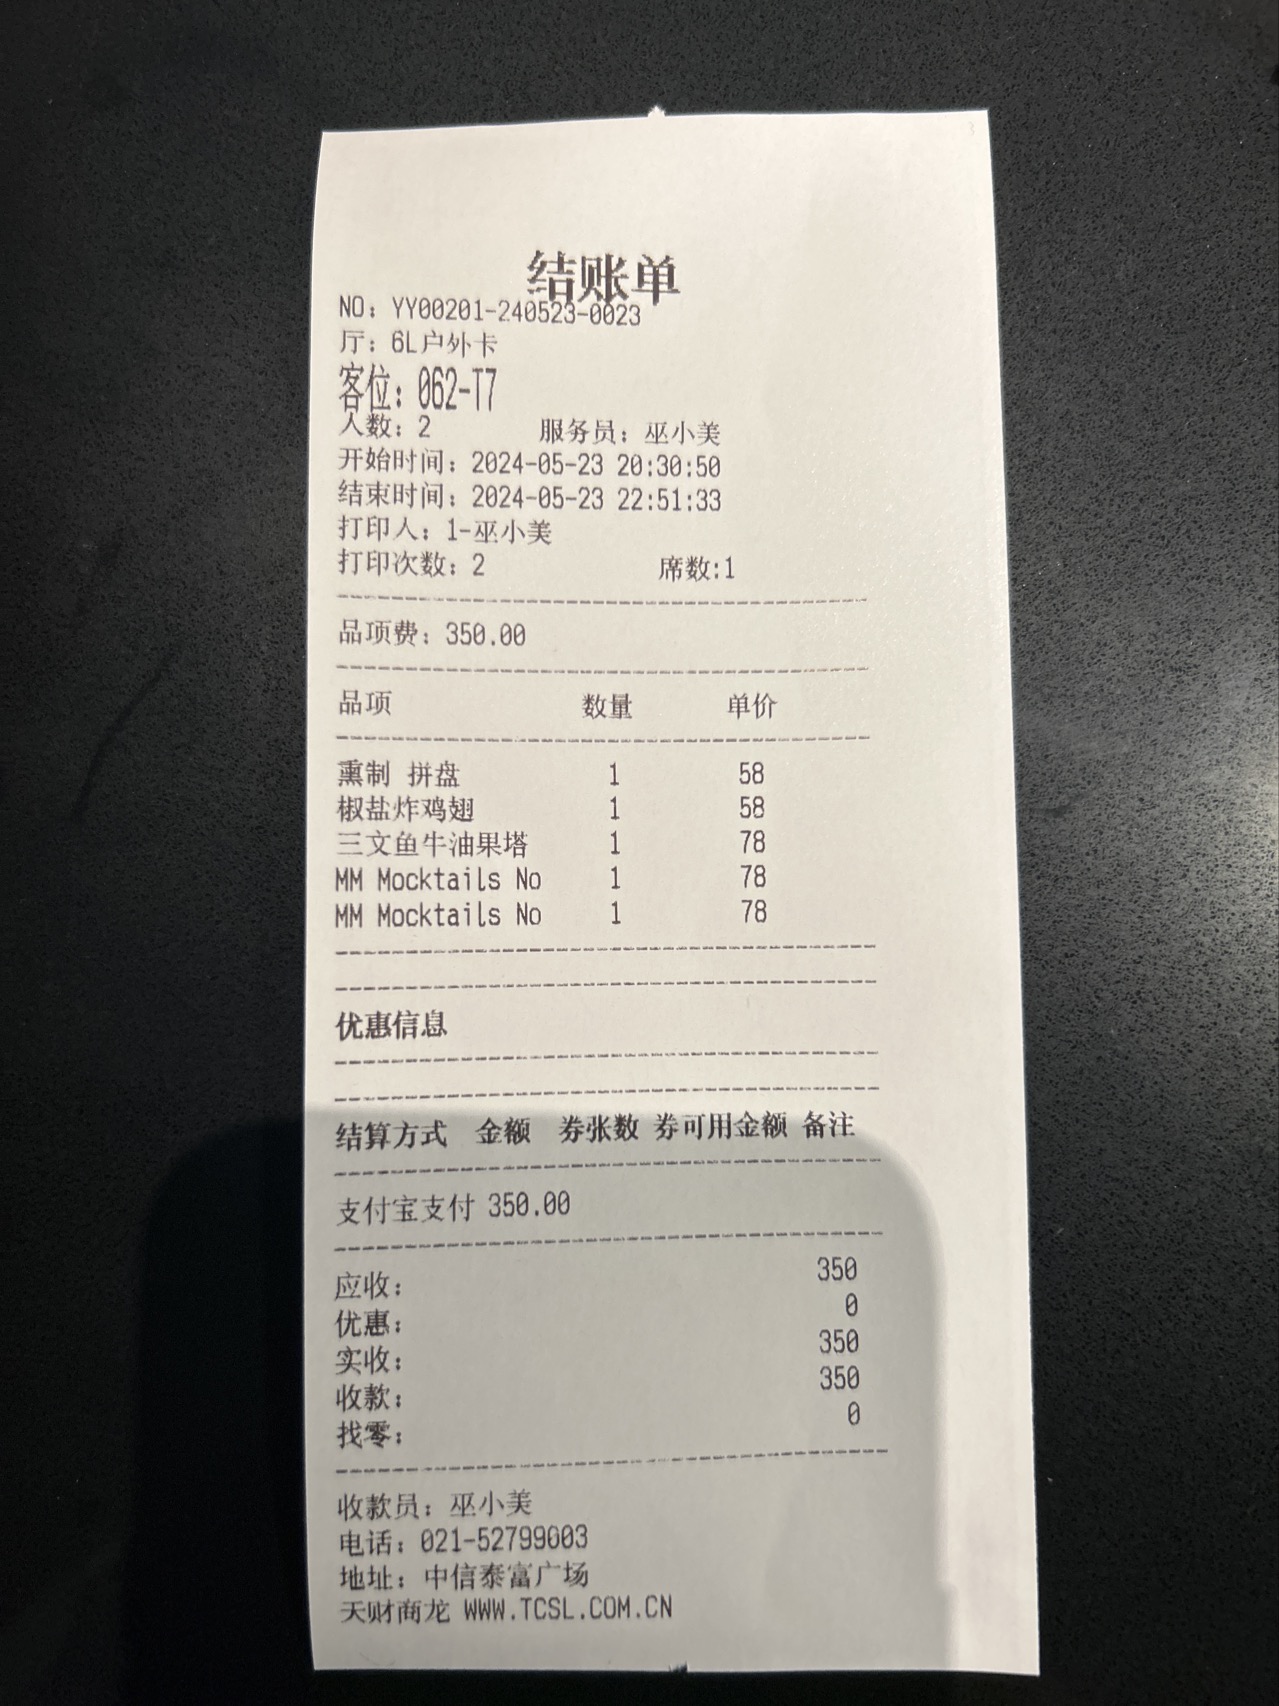 结账单
NO: YY00201-240523-0023
厅: 6L户外卡
客位: 062-T7
人数: 2 服务员: 巫小美
开始时间: 2024-05-23 20:30:50
结束时间: 2024-05-23 22:51:33
打印人: 1-巫小美
打印次数: 2 席数:1
品项费: 350.00
品项 数量 单价
熏制 拼盘 1 58
椒盐炸鸡翅 1 58
三文鱼牛油果塔 1 78
MM Mocktails No 1 78
MM Mocktails No 1 78
优惠信息
结算方式 金额 券张数 券可用金额 备注
支付宝支付 350.00
应收: 350
优惠: 0
实收: 350
收款: 350
找零: 0
收款员: 巫小美
电话: 021-52799003
地址: 中信泰富广场
天财商龙 WWW.TCSL.COM.CN